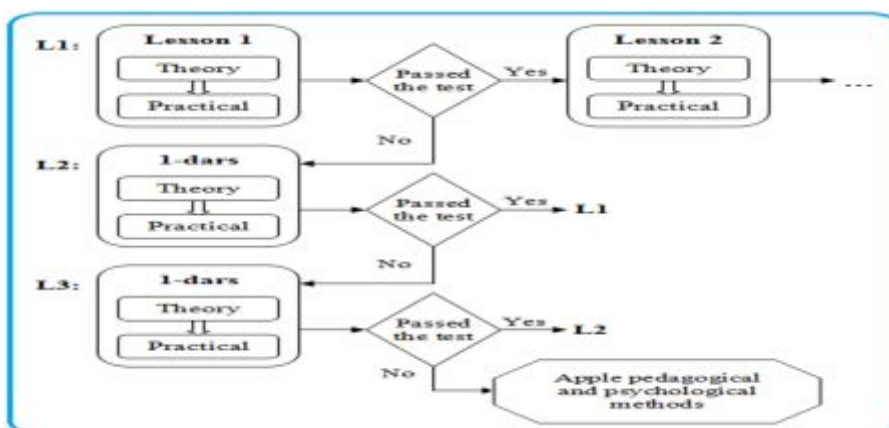 L1:
Lesson 1
Theory
Practical
Passed
the test
Yes
No
Lesson 2
Theory
Practical
...
L2:
1-dars
Theory
Practical
Passed
the test
Yes
L1
No
L3:
1-dars
Theory
Practical
Passed
the test
Yes
L2
No
Apple pedagogical
and psychological
methods